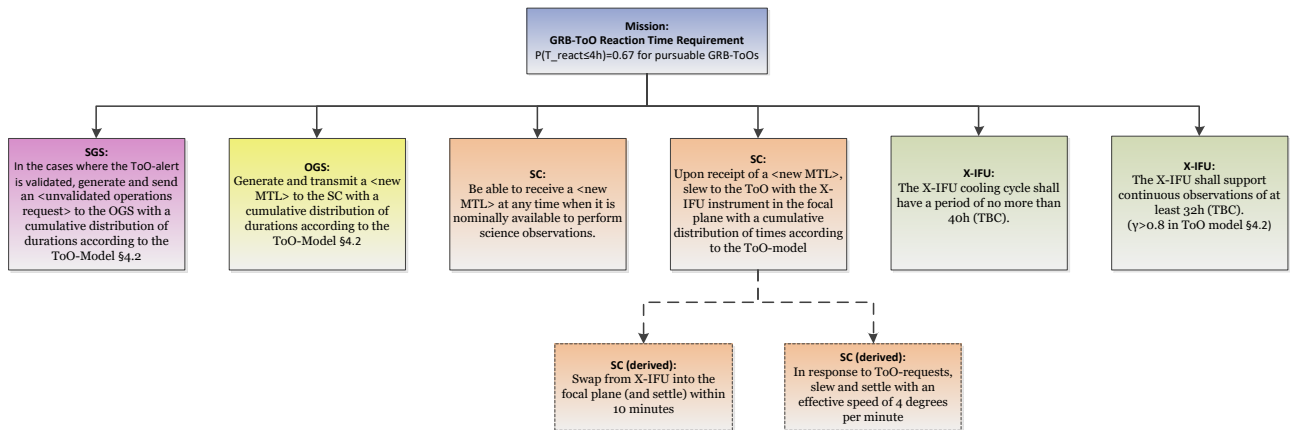 Mission:
GRB-ToO Reaction Time Requirement
P(T_react≤4h)=0.67 for pursuable GRB-ToOs
SGS:
In the cases where the ToO-alert
is validated, generate and send
an <unvalidated operations
request> to the OGS with a
cumulative distribution of
durations according to the
ToO-Model §4.2
OGS:
Generate and transmit a <new
MTL> to the SC with a
cumulative distribution of
durations according to the
ToO-Model §4.2
SC:
Be able to receive a <new
MTL> at any time when it is
nominally available to perform
science observations.
SC:
Upon receipt of a <new MTL>,
slew to the ToO with the X-
IFU instrument in the focal
plane with a cumulative
distribution of times according
to the ToO-model
X-IFU:
The X-IFU cooling cycle shall
have a period of no more than
40h (TBC).
X-IFU:
The X-IFU shall support
continuous observations of at
least 32h (TBC).
(γ>0.8 in ToO model §4.2)
SC (derived):
Swap from X-IFU into the
focal plane (and settle) within
10 minutes
SC (derived):
In response to ToO-requests,
slew and settle with an
effective speed of 4 degrees
per minute